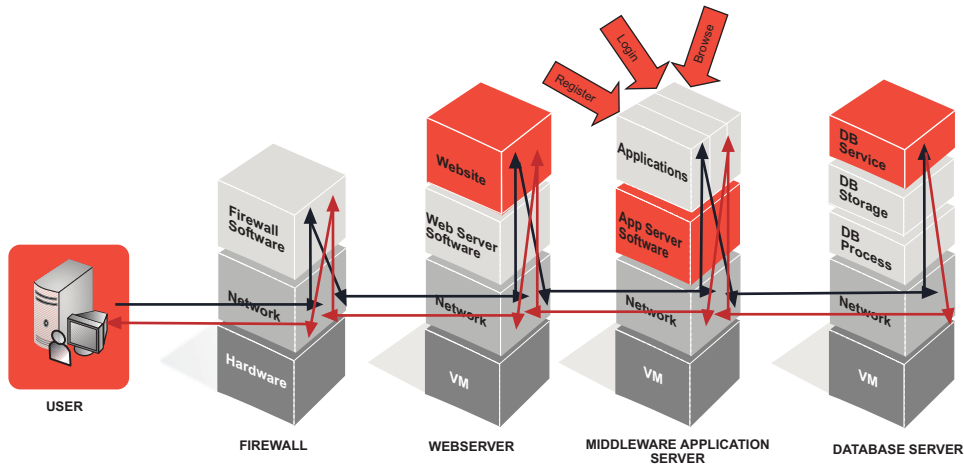 Register
Login
Browse
Firewall
Software
Network
Hardware
Website
Web Server
Software
Network
VM
Applications
App Server
Software
Network
VM
DB
Service
DB
Storage
DB
Process
Network
VM
USER
FIREWALL
WEBSERVER
MIDDLEWARE APPLICATION
SERVER
DATABASE SERVER